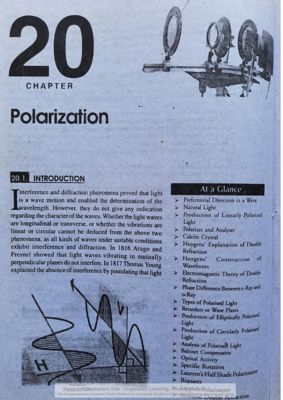 20
CHAPTER
Polarization
20.1. INTRODUCTION
Interference and diffraction phenomena proved that light
is a wave motion and enabled the determination of the
wavelength. However, they do not give any indication
regarding the character of the waves. Whether the light waves
are longitudinal or transverse, or whether the vibrations are
linear or circular cannot be deduced from the above two
phenomena, as all kinds of waves under suitable conditions
exhibit interference and diffraction. In 1816 Arago and
Fresnel showed that light waves vibrating in mutually
perpendicular planes do not interfere. In 1817 Thomas Young
explained the absence of interference by postulating that light
H
V
At a Glance
➤ Preferential Direction in a Wave
➤ Natural Light
➤ Production of Linearly Polarized
Light
➤ Polarizer and Analyser
➤ Calcite Crystal
➤ Huygens' Explanation of Double
Refraction
➤ Huygens' Construction of
Wavefronts
➤ Electromagnetic Theory of Double
Refraction
➤ Phase Difference Between e-Ray and
o-Ray
➤ Types of Polarised Light
➤ Retarders or Wave Plates
➤ Production of Elliptically Polarized
Light
➤ Production of Circularly Polarised
Light
➤ Analysis of Polarised Light
➤ Babinet Compensator
➤ Optical Activity
➤ Specific Rotation
➤ Laurent's Half Shade Polarimeter
➤ Biquartz
Polarimeter
Double Refraction